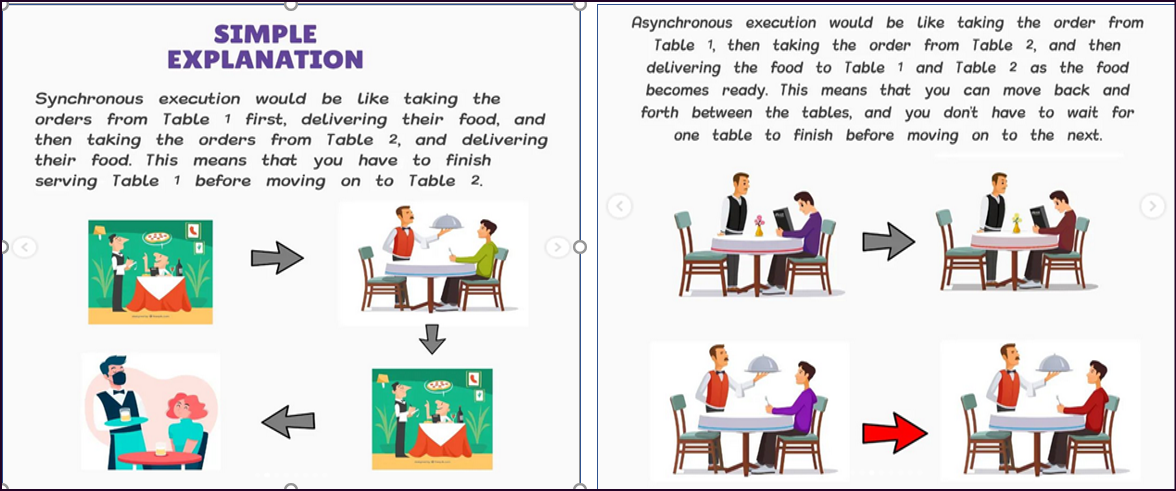 SIMPLE
EXPLANATION
Synchronous execution would be like taking the
orders from Table 1 first, delivering their food, and
then taking the orders from Table 2, and delivering
their food. This means that you have to finish
serving Table 1 before moving on to Table 2.
Asynchronous execution would be like taking the order from
Table 1, then taking the order from Table 2, and then
delivering the food to Table 1 and Table 2 as the food
becomes ready. This means that you can move back and
forth between the tables, and you don't have to wait for
one table to finish before moving on to the next.